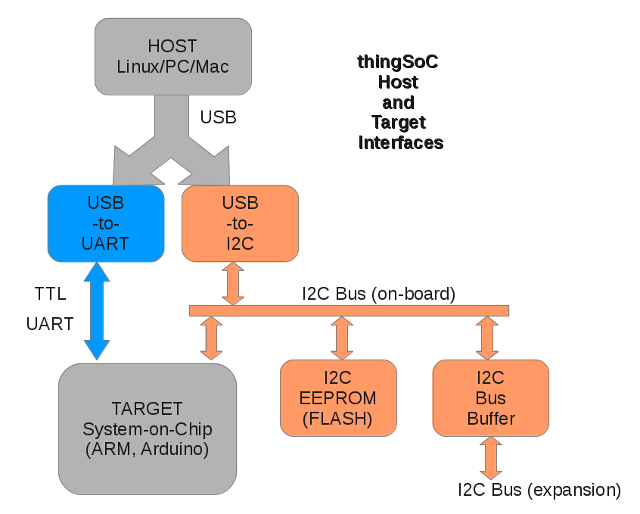 HOST
Linux/PC/Mac
thingSoC
Host
and
Target
Interfaces
USB
USB
-to-
UART
USB
-to-
I2C
TTL
UART
I2C Bus (on-board)
TARGET
System-on-Chip
(ARM, Arduino)
I2C
EEPROM
(FLASH)
I2C
Bus
Buffer
I2C Bus (expansion)